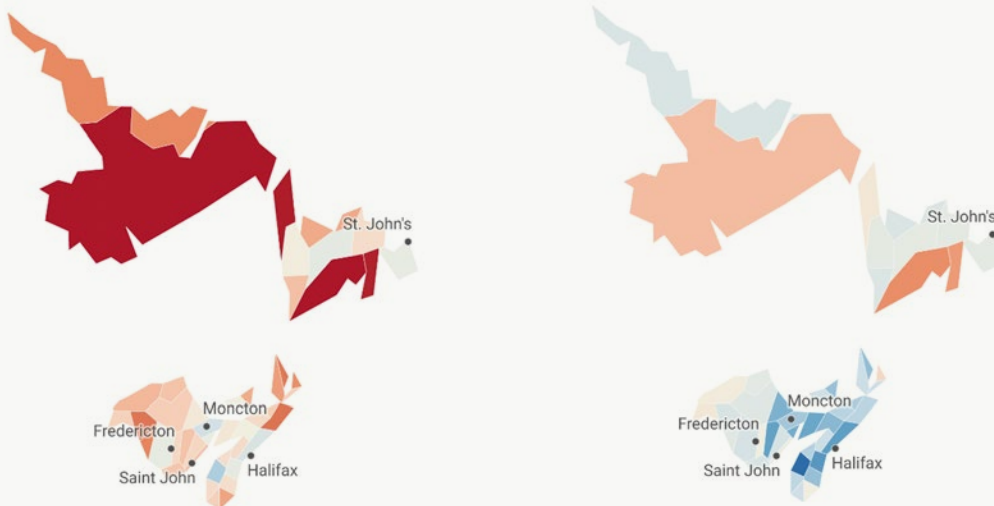 St. John's
St. John's
Moncton
Fredericton
Saint John
Halifax
Moncton
Fredericton
Saint John
Halifax